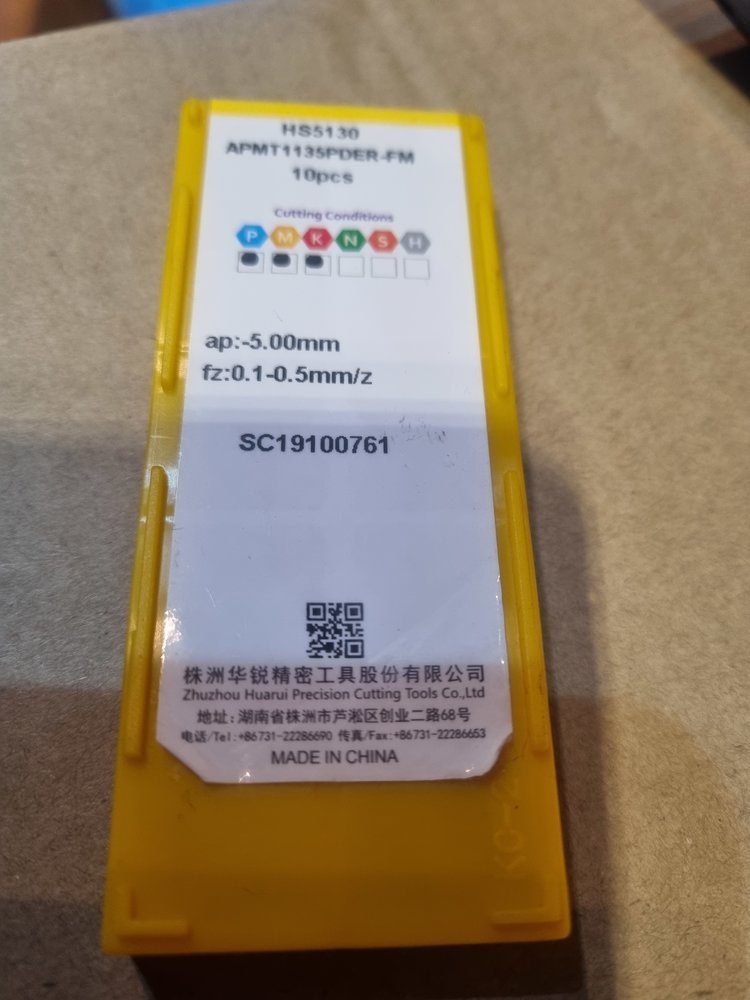 HS5130
APMT1135PDER-FM
10pcs
Cutting Conditions
P M K N S H
ap:-5.00mm
fz:0.1-0.5mm/z
SC19100761
株洲华锐精密工具股份有限公司
Zhuzhou Huarui Precision Cutting Tools Co.,Ltd
地址:湖南省株洲市芦淞区创业二路68号
电话/Tel:+86731-22286690 传真/Fax:+86731-22286653
MADE IN CHINA